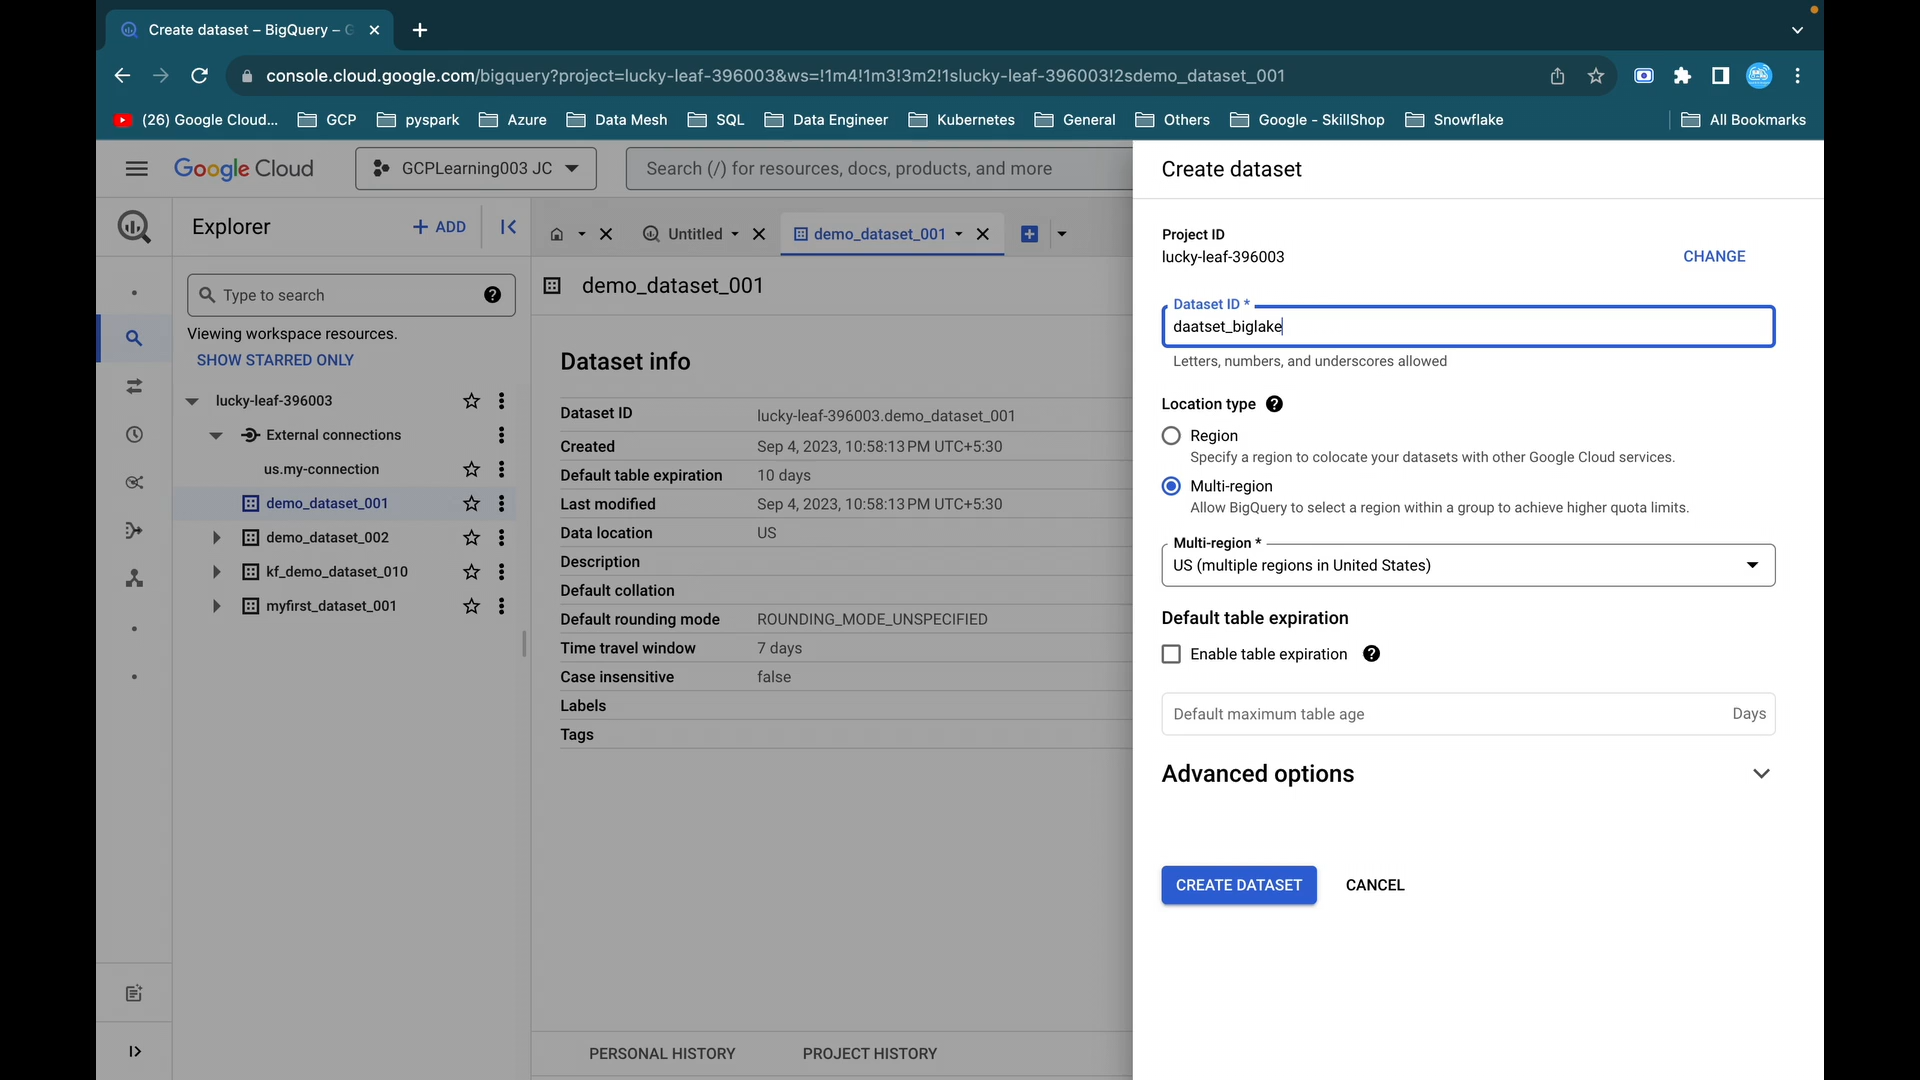 Create dataset – BigQuery – G
console.cloud.google.com/bigquery?project=lucky-leaf-396003&ws=!1m4!1m3!3m2!1slucky-leaf-396003!2sdemo_dataset_001
(26) Google Cloud... GCP pyspark Azure Data Mesh SQL Data Engineer Kubernetes General Others Google - SkillShop Snowflake All Bookmarks
Google Cloud GCPLearning003 JC Search (/) for resources, docs, products, and more
Explorer + ADD
Untitled demo_dataset_001
Type to search
Viewing workspace resources.
SHOW STARRED ONLY
lucky-leaf-396003
External connections
us.my-connection
demo_dataset_001
demo_dataset_002
kf_demo_dataset_010
myfirst_dataset_001
demo_dataset_001
Dataset info
Dataset ID lucky-leaf-396003.demo_dataset_001
Created Sep 4, 2023, 10:58:13 PM UTC+5:30
Default table expiration 10 days
Last modified Sep 4, 2023, 10:58:13 PM UTC+5:30
Data location US
Description
Default collation
Default rounding mode ROUNDING_MODE_UNSPECIFIED
Time travel window 7 days
Case insensitive false
Labels
Tags
PERSONAL HISTORY PROJECT HISTORY
Create dataset
Project ID
lucky-leaf-396003 CHANGE
Dataset ID *
daatset_biglake
Letters, numbers, and underscores allowed
Location type
Region
Specify a region to colocate your datasets with other Google Cloud services.
Multi-region
Allow BigQuery to select a region within a group to achieve higher quota limits.
Multi-region *
US (multiple regions in United States)
Default table expiration
Enable table expiration
Default maximum table age Days
Advanced options
CREATE DATASET CANCEL